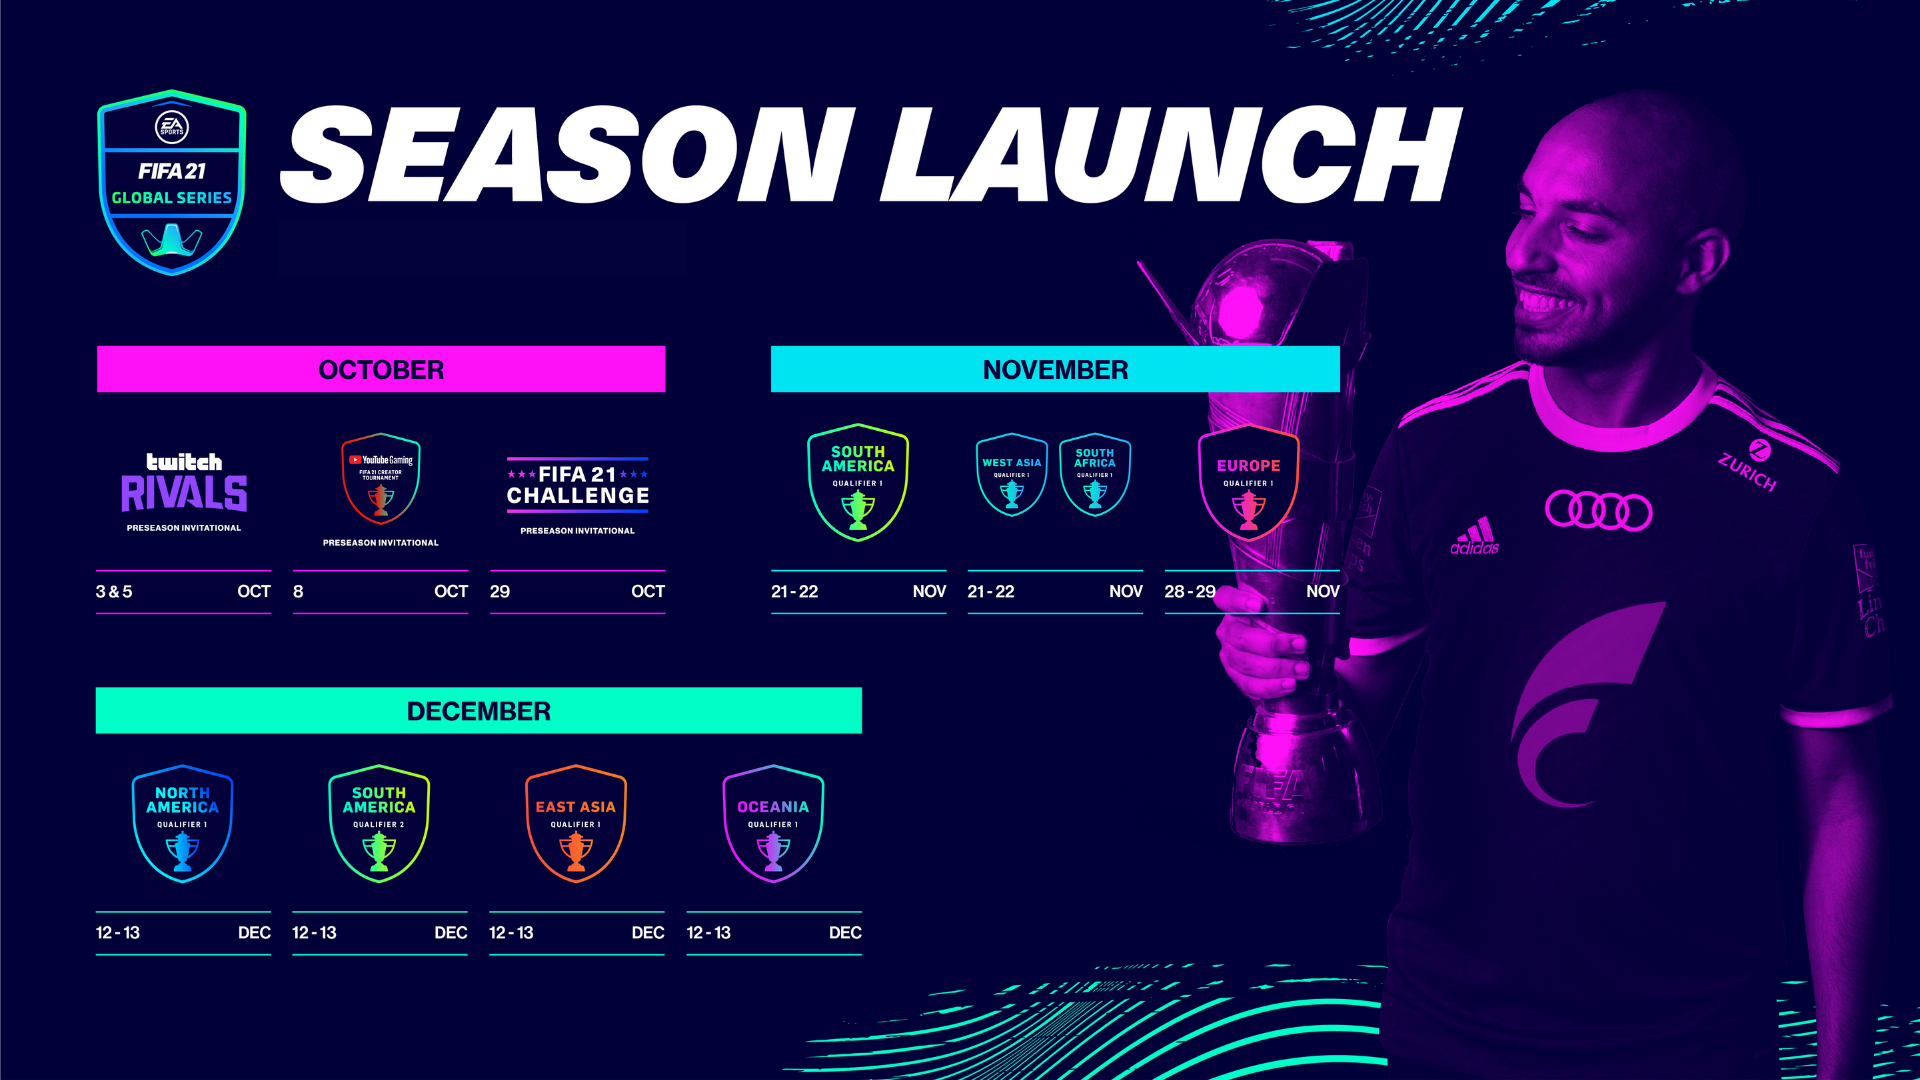 EA
SPORTS
FIFA 21
GLOBAL SERIES
SEASON LAUNCH
OCTOBER
twitch
RIVALS
PRESEASON INVITATIONAL
3 & 5 OCT
YouTube Gaming
FIFA 21 CREATOR
TOURNAMENT
PRESEASON INVITATIONAL
8 OCT
FIFA 21
CHALLENGE
PRESEASON INVITATIONAL
29 OCT
NOVEMBER
SOUTH
AMERICA
QUALIFIER 1
21 - 22 NOV
WEST ASIA
QUALIFIER 1
SOUTH
AFRICA
QUALIFIER 1
21 - 22 NOV
EUROPE
QUALIFIER 1
28 - 29 NOV
DECEMBER
NORTH
AMERICA
QUALIFIER 1
12 - 13 DEC
SOUTH
AMERICA
QUALIFIER 2
12 - 13 DEC
EAST ASIA
QUALIFIER 1
12 - 13 DEC
OCEANIA
QUALIFIER 1
12 - 13 DEC
ZURICH
adidas
FIFA